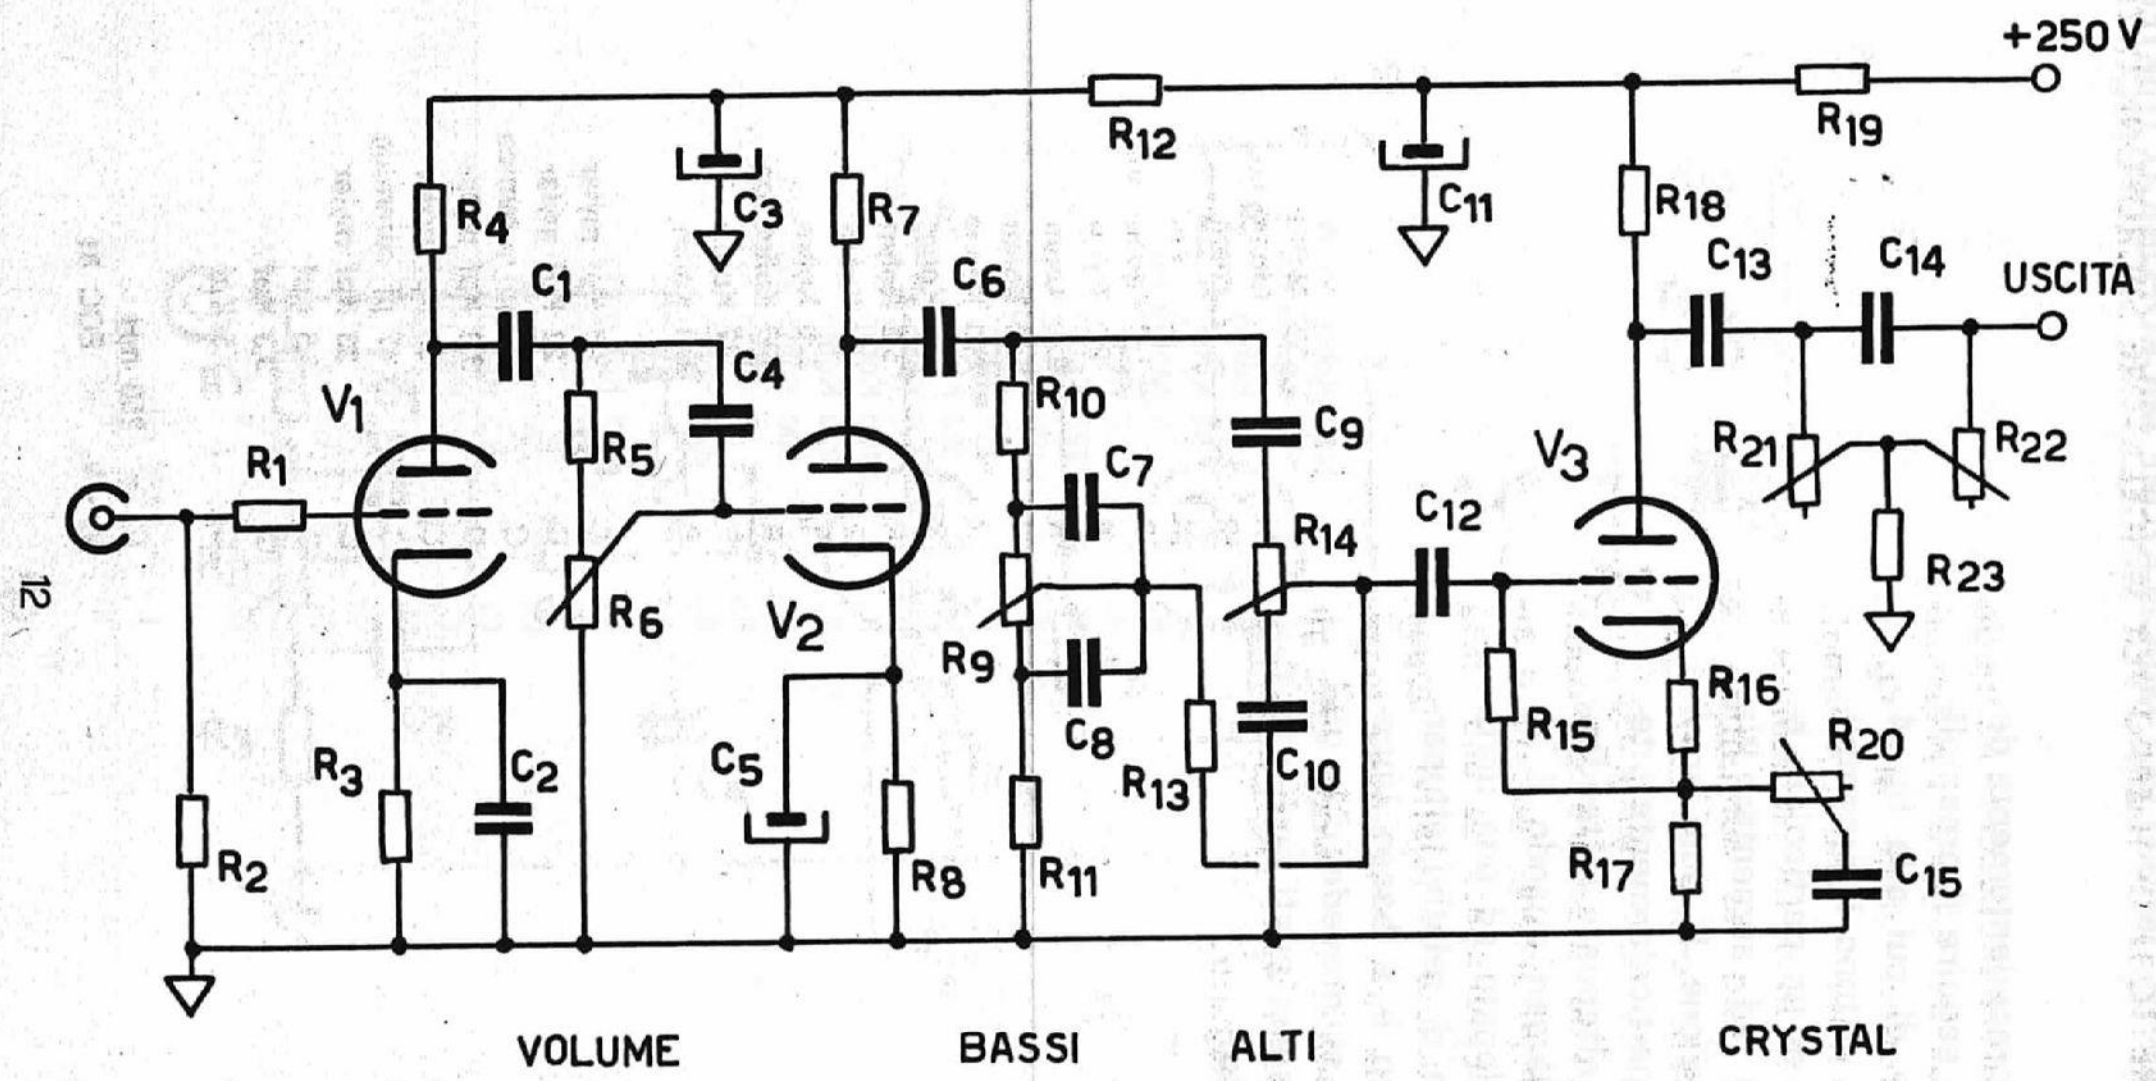 +250 V
R12
R19
R4
C3
R7
C11
R18
C1
C6
C13
C14
USCITA
V1
C4
R10
C9
R21
R22
R1
R5
C7
V3
C12
R14
R23
12
R6
V2
R9
R16
R15
R20
R3
C2
C5
C8
R13
C10
R2
R8
R11
R17
C15
VOLUME
BASSI
ALTI
CRYSTAL